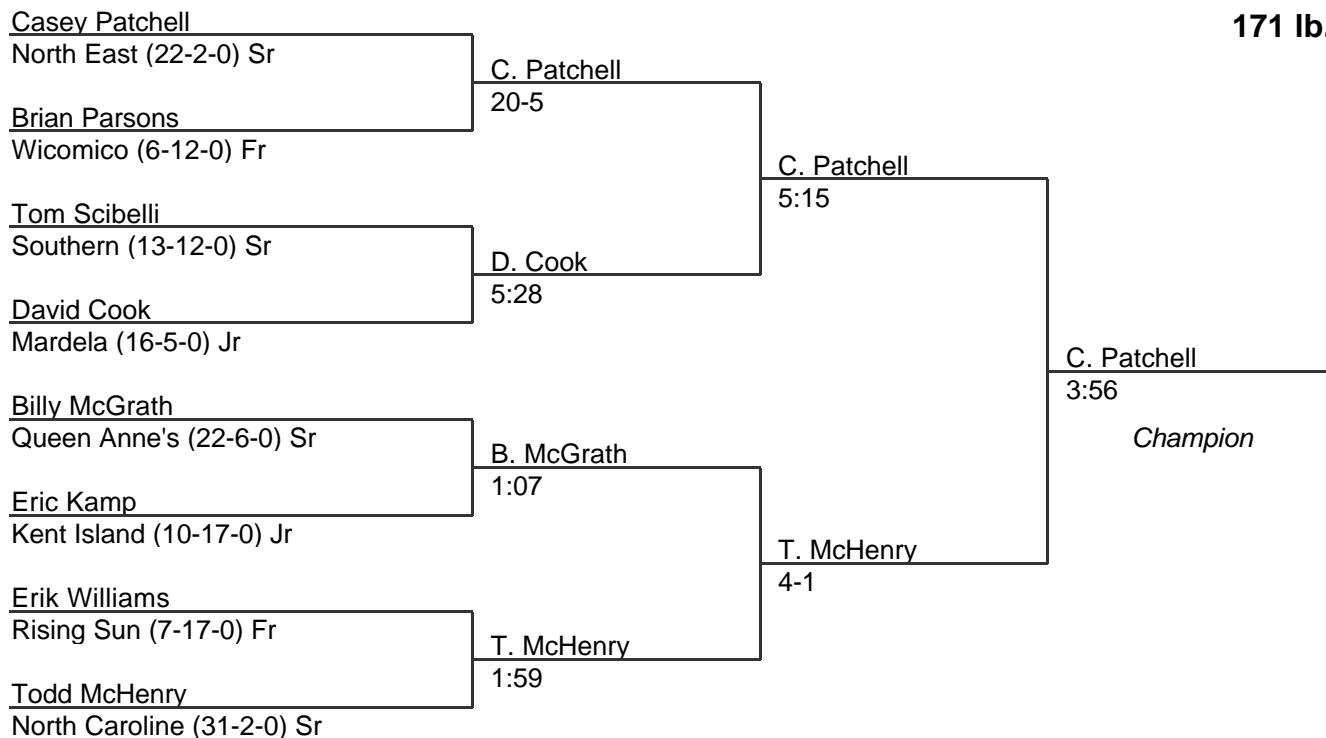 171 lb.
Casey Patchell
North East (22-2-0) Sr
Brian Parsons
Wicomico (6-12-0) Fr
Tom Scibelli
Southern (13-12-0) Sr
David Cook
Mardela (16-5-0) Jr
Billy McGrath
Queen Anne's (22-6-0) Sr
Eric Kamp
Kent Island (10-17-0) Jr
Erik Williams
Rising Sun (7-17-0) Fr
Todd McHenry
North Caroline (31-2-0) Sr
C. Patchell
20-5
D. Cook
5:28
B. McGrath
1:07
T. McHenry
1:59
C. Patchell
5:15
T. McHenry
4-1
C. Patchell
3:56
Champion